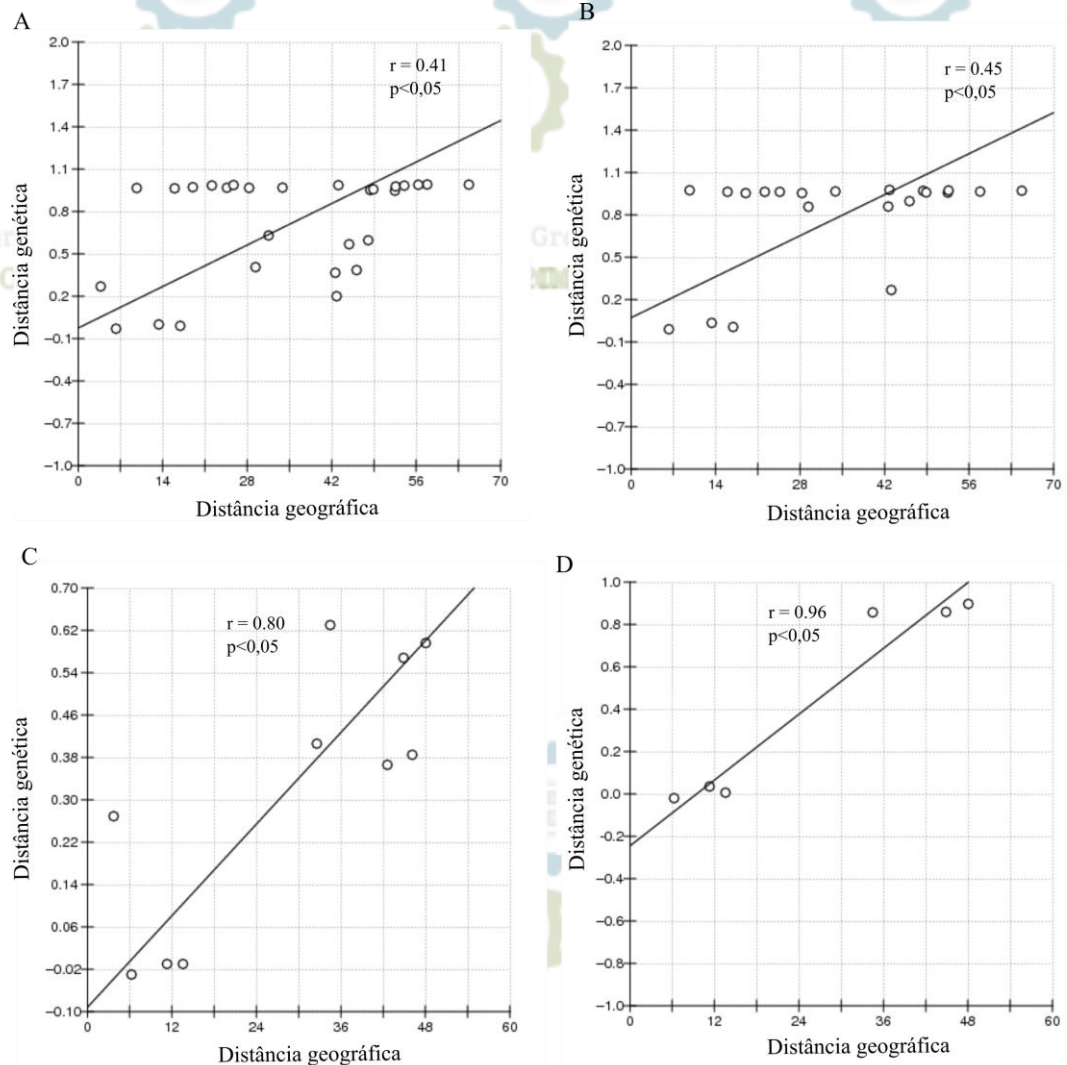 A
r = 0.41
p<0,05
2.0
1.7
1.4
1.1
0.8
0.5
0.2
−0.1
−0.4
−0.7
−1.0
0 14 28 42 56 70
Distância genética
Distância geográfica
B
r = 0.45
p<0,05
2.0
1.7
1.4
1.1
0.8
0.5
0.2
−0.1
−0.4
−0.7
−1.0
0 14 28 42 56 70
Distância genética
Distância geográfica
C
r = 0.80
p<0,05
0.70
0.62
0.54
0.46
0.38
0.30
0.22
0.14
0.06
−0.02
−0.10
0 12 24 36 48 60
Distância genética
Distância geográfica
D
r = 0.96
p<0,05
1.0
0.8
0.6
0.4
0.2
0.0
−0.2
−0.4
−0.6
−0.8
−1.0
0 12 24 36 48 60
Distância genética
Distância geográfica